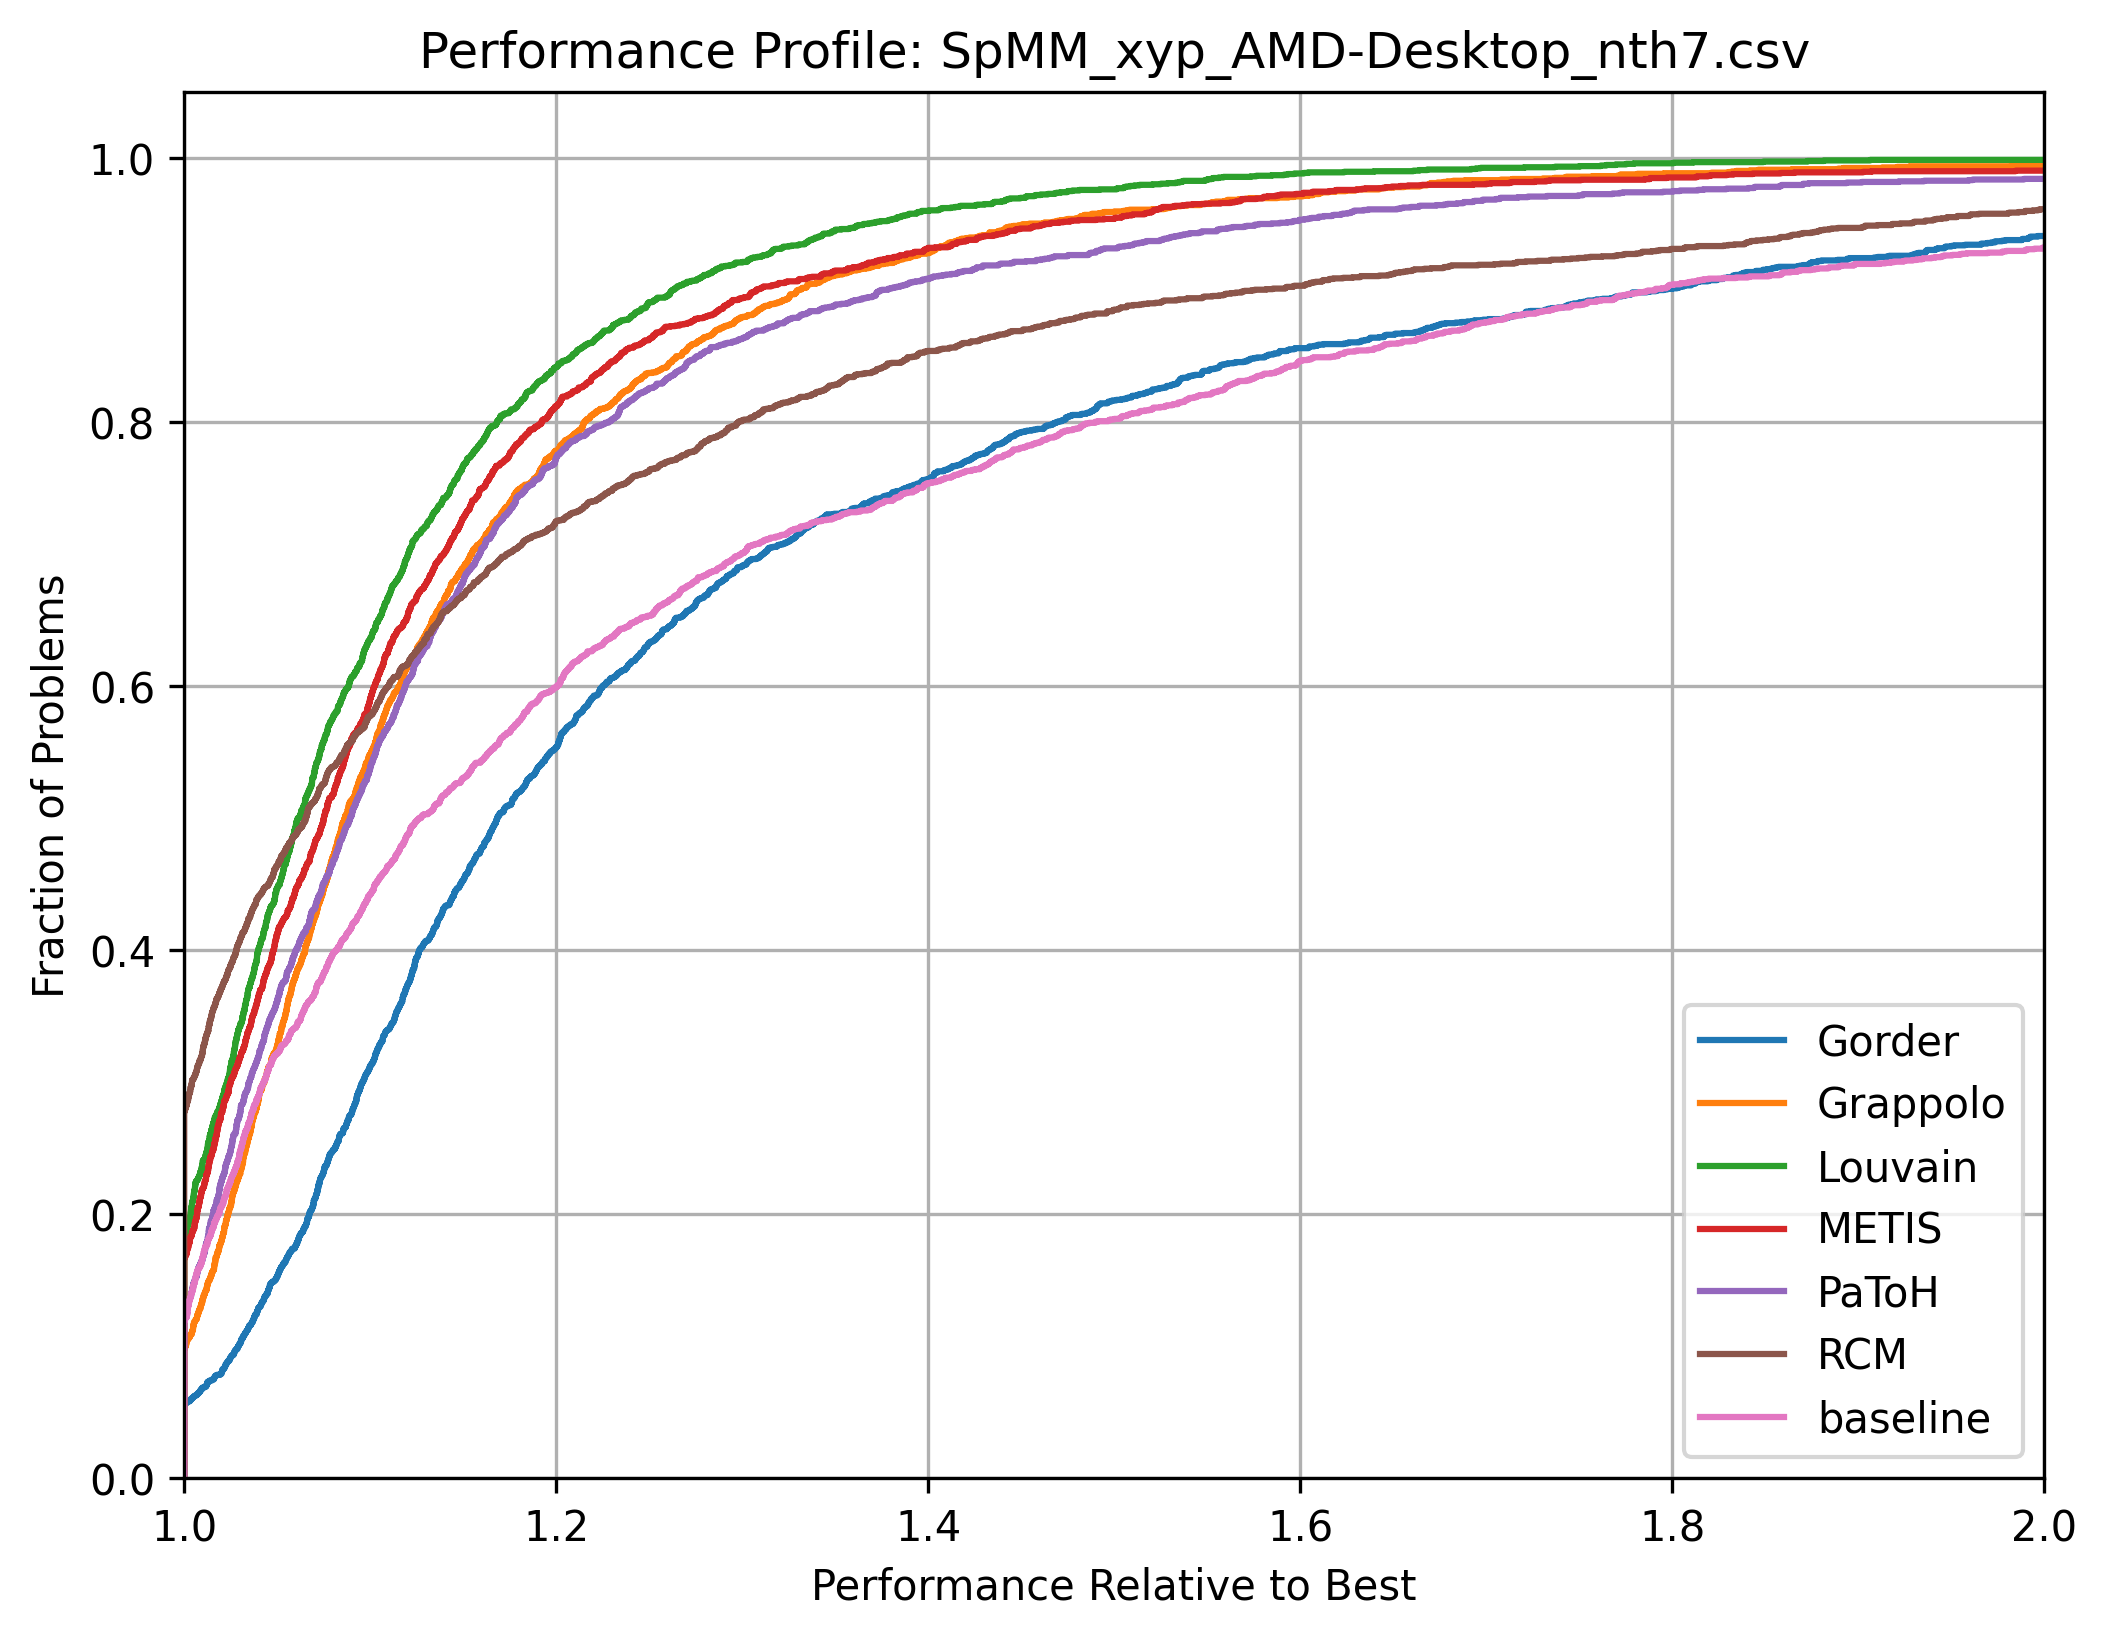 Performance Profile: SpMM_xyp_AMD-Desktop_nth7.csv
Fraction of Problems
1.0
0.8
0.6
0.4
0.2
0.0
1.0 1.2 1.4 1.6 1.8 2.0
Performance Relative to Best
Gorder
Grappolo
Louvain
METIS
PaToH
RCM
baseline